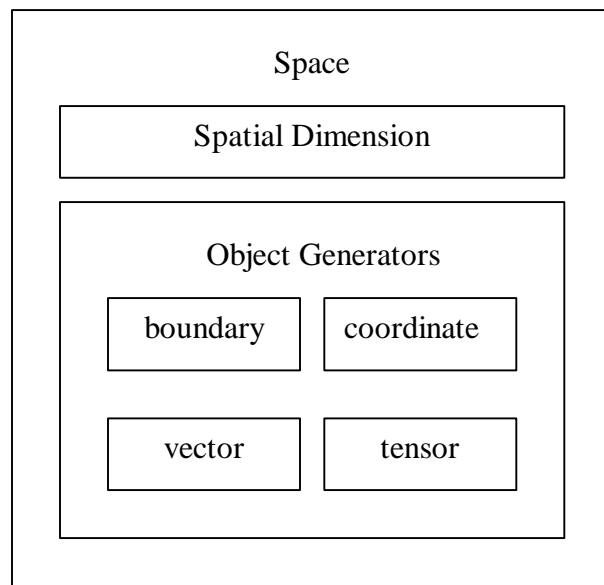 Space
Spatial Dimension
Object Generators
boundary
coordinate
vector
tensor